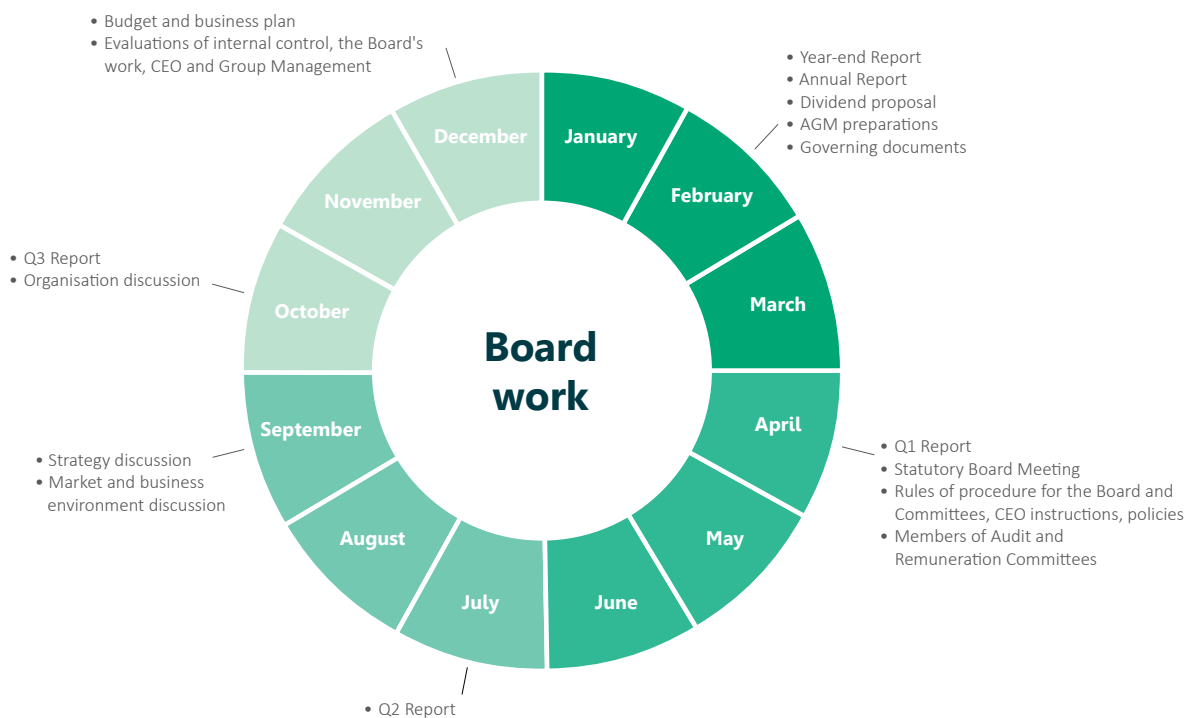 • Budget and business plan
• Evaluations of internal control, the Board's
work, CEO and Group Management
• Year-end Report
• Annual Report
• Dividend proposal
• AGM preparations
• Governing documents
December
January
November
February
• Q3 Report
• Organisation discussion
October
March
Board
work
September
April
• Strategy discussion
• Market and business
environment discussion
• Q1 Report
• Statutory Board Meeting
• Rules of procedure for the Board and
Committees, CEO instructions, policies
• Members of Audit and
Remuneration Committees
August
May
July
June
• Q2 Report